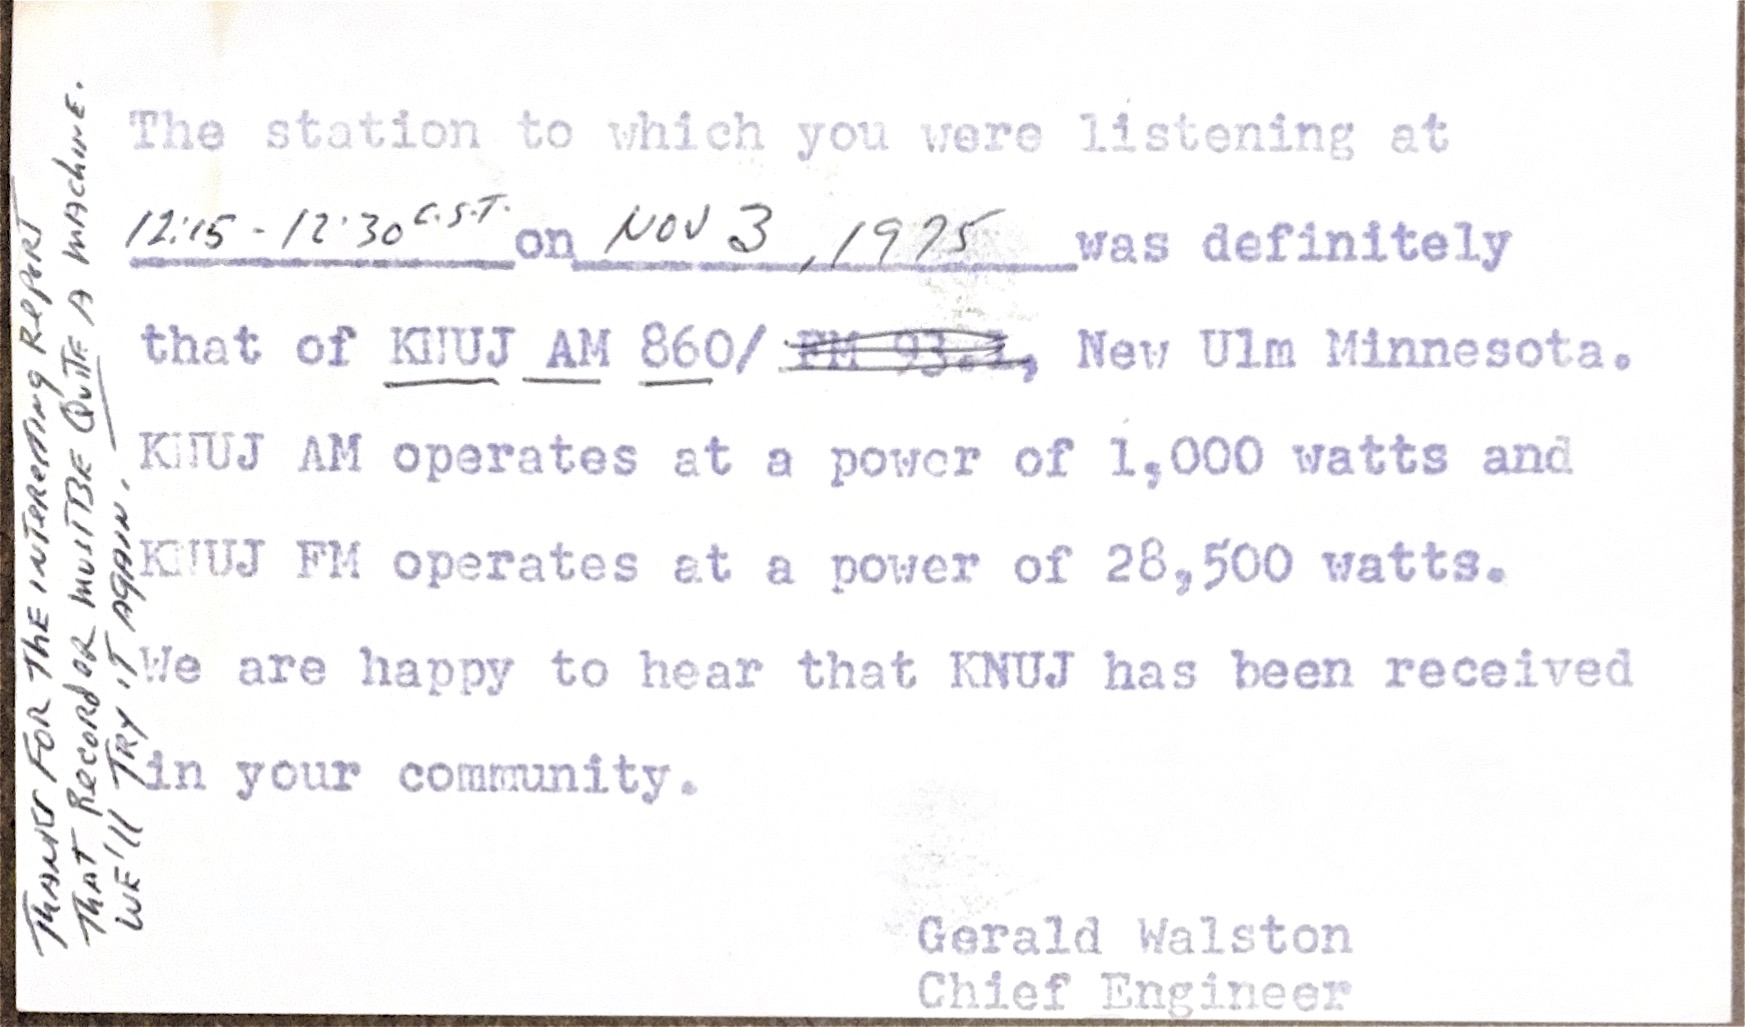 The station to which you were listening at
12:15 - 12:30 C.S.T. on NOV 3, 1975 was definitely
that of KNUJ AM 860/ FM 93.1, New Ulm Minnesota.
KNUJ AM operates at a power of 1,000 watts and
KNUJ FM operates at a power of 28,500 watts.
We are happy to hear that KNUJ has been received
in your community.
Gerald Walston
Chief Engineer
THANKS FOR THE INTERESTING REPORT
THAT RECORDER MUST BE QUITE A MACHINE.
WE'LL TRY IT AGAIN.